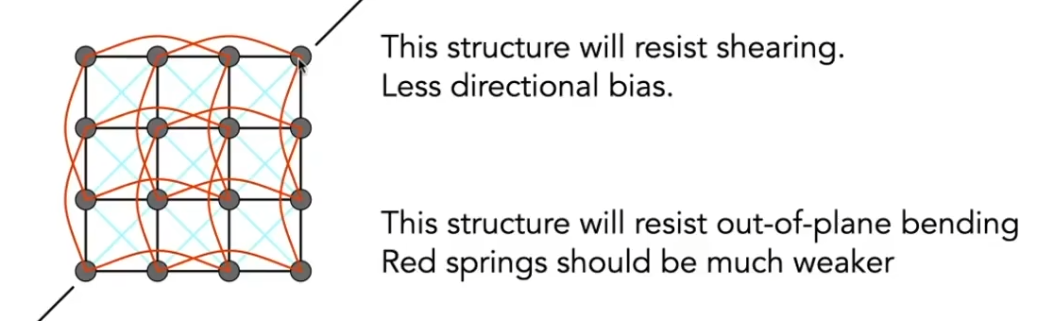 This structure will resist shearing.
Less directional bias.
This structure will resist out-of-plane bending
Red springs should be much weaker